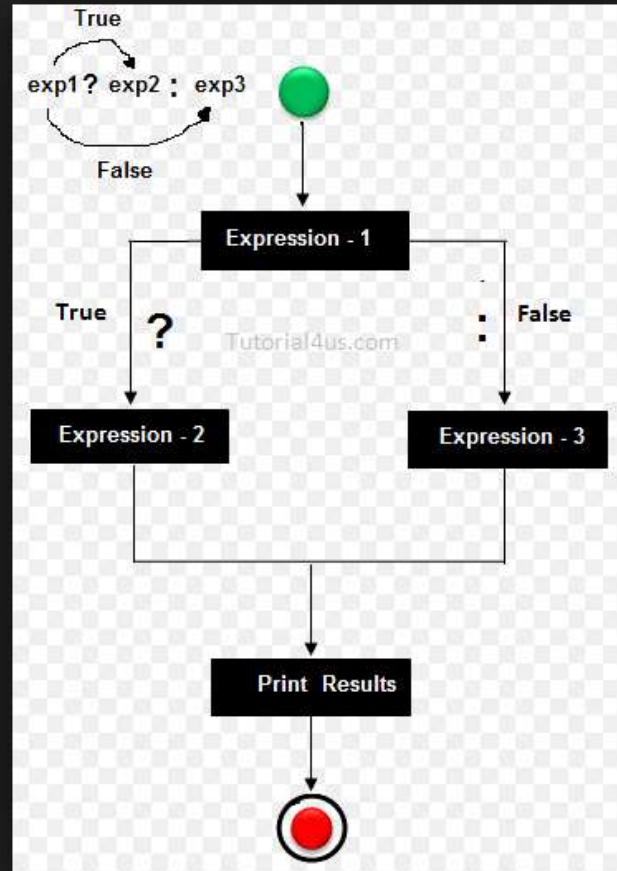 True
exp1? exp2 : exp3
False
Expression - 1
True
?
:
False
Tutorial4us.com
Expression - 2
Expression - 3
Print Results